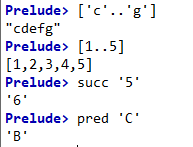 Prelude> ['c'..'g']
"cdefg"
Prelude> [1..5]
[1,2,3,4,5]
Prelude> succ '5'
'6'
Prelude> pred 'C'
'B'